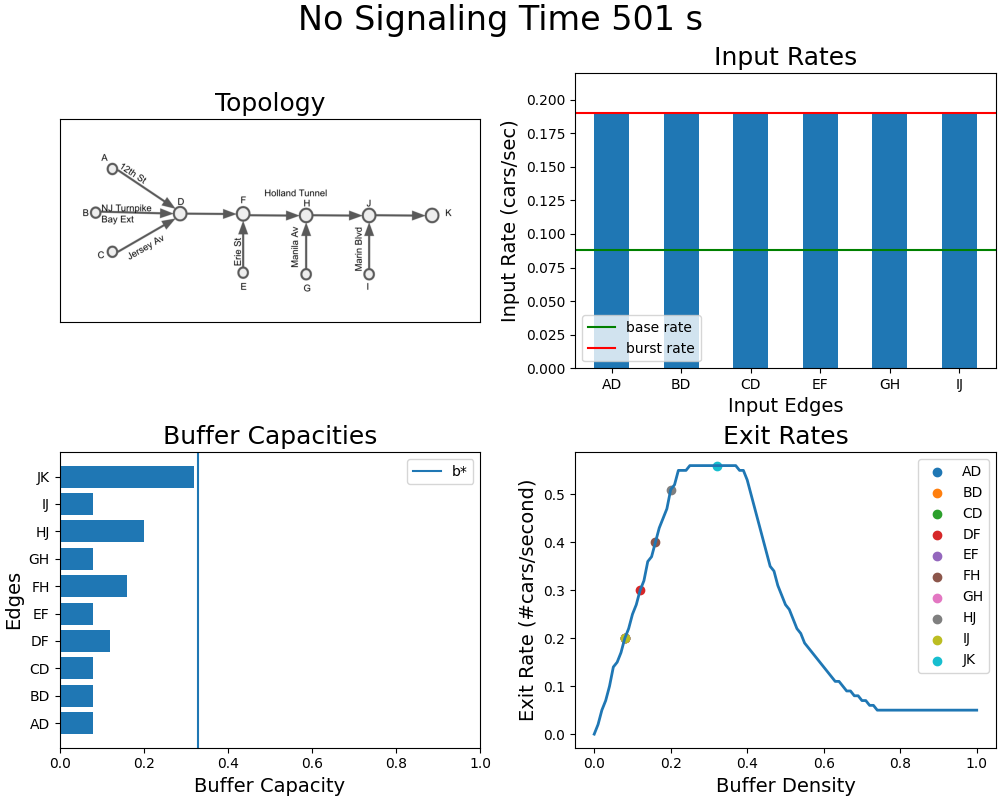 No Signaling Time 501 s
Topology
A
12th St
B
NJ Turnpike
Bay Ext
C
Jersey Av
D
F
Holland Tunnel
H
J
K
Erie St
Manila Av
Marin Blvd
E
G
I
Input Rates
Input Rate (cars/sec)
0.200
0.175
0.150
0.125
0.100
0.075
0.050
0.025
0.000
base rate
burst rate
AD BD CD EF GH IJ
Input Edges
Buffer Capacities
Edges
JK
IJ
HJ
GH
FH
EF
DF
CD
BD
AD
b*
0.0 0.2 0.4 0.6 0.8 1.0
Buffer Capacity
Exit Rates
Exit Rate (#cars/second)
0.5
0.4
0.3
0.2
0.1
0.0
AD
BD
CD
DF
EF
FH
GH
HJ
IJ
JK
0.0 0.2 0.4 0.6 0.8 1.0
Buffer Density